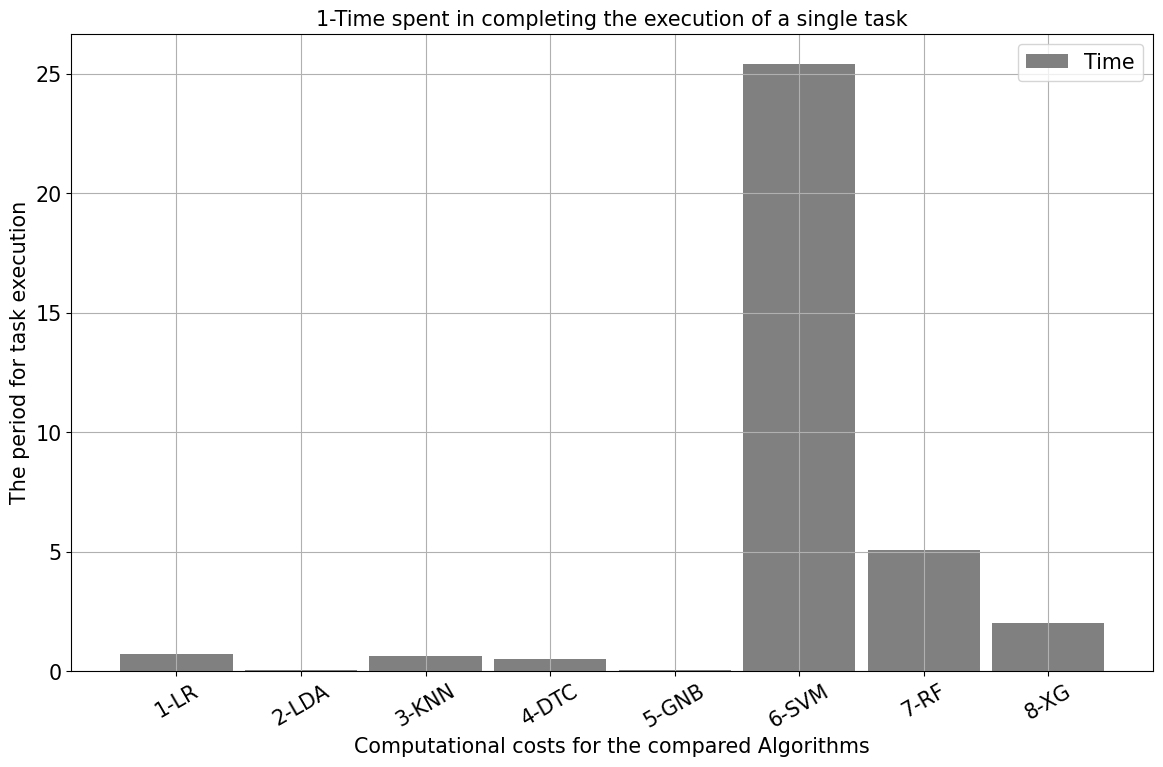 1-Time spent in completing the execution of a single task
Time
The period for task execution
25
20
15
10
5
0
1-LR
2-LDA
3-KNN
4-DTC
5-GNB
6-SVM
7-RF
8-XG
Computational costs for the compared Algorithms